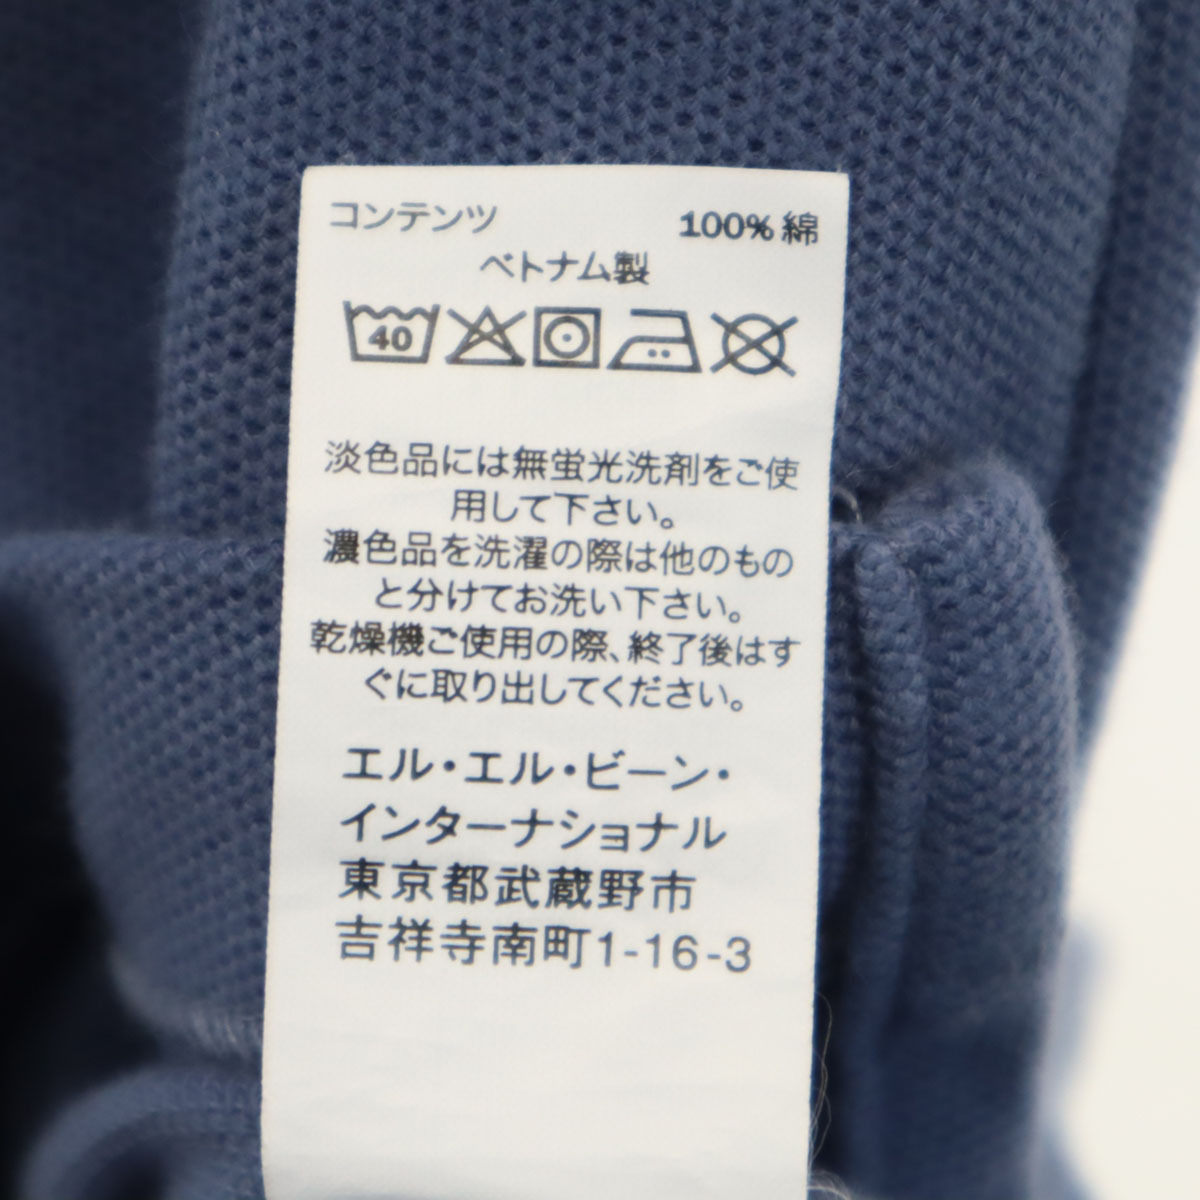 コンテンツ 100% 綿
ベトナム製
40
淡色品には無蛍光洗剤をご使
用して下さい。
濃色品を洗濯の際は他のもの
と分けてお洗い下さい。
乾燥機ご使用の際、終了後はす
ぐに取り出してください。
エル・エル・ビーン・
インターナショナル
東京都武蔵野市
吉祥寺南町1-16-3